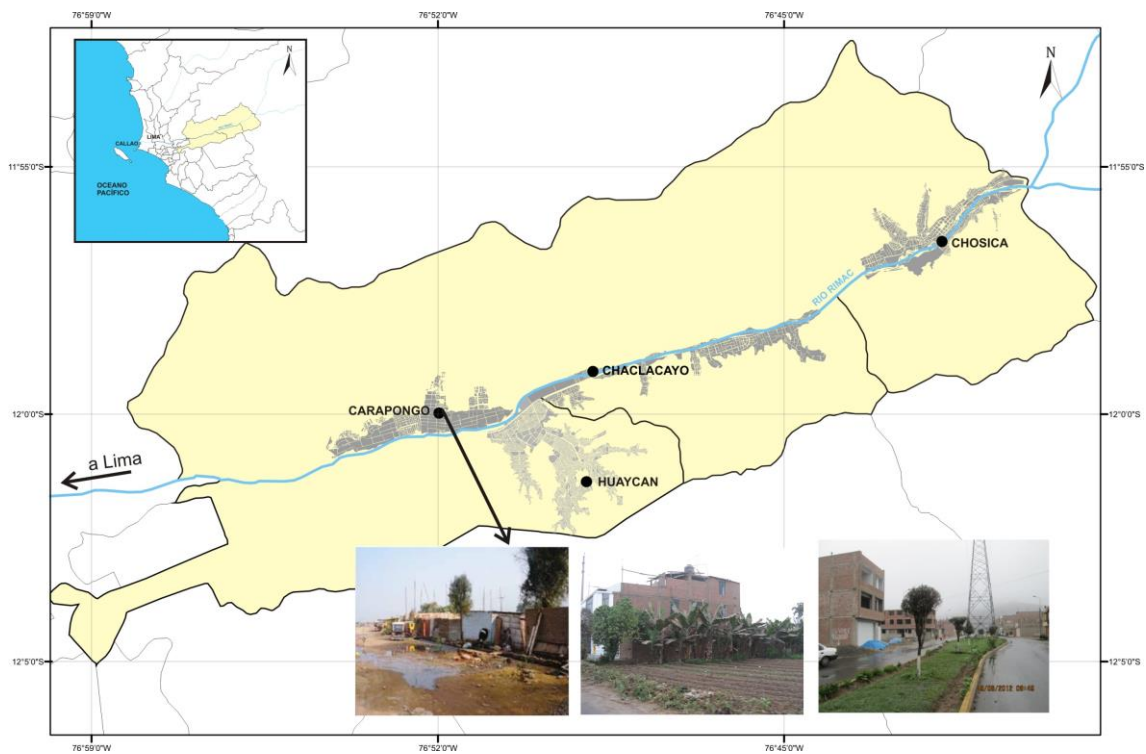 76°59'0"W
76°52'0"W
76°45'0"W
N
N
LIMA
CALLAO
OCEANO
PACÍFICO
11°55'0"S
11°55'0"S
CHOSICA
RIO RIMAC
CHACLACAYO
12°0'0"S
CARAPONGO
12°0'0"S
a Lima
HUAYCAN
12°5'0"S
12°5'0"S
76°59'0"W
76°52'0"W
76°45'0"W